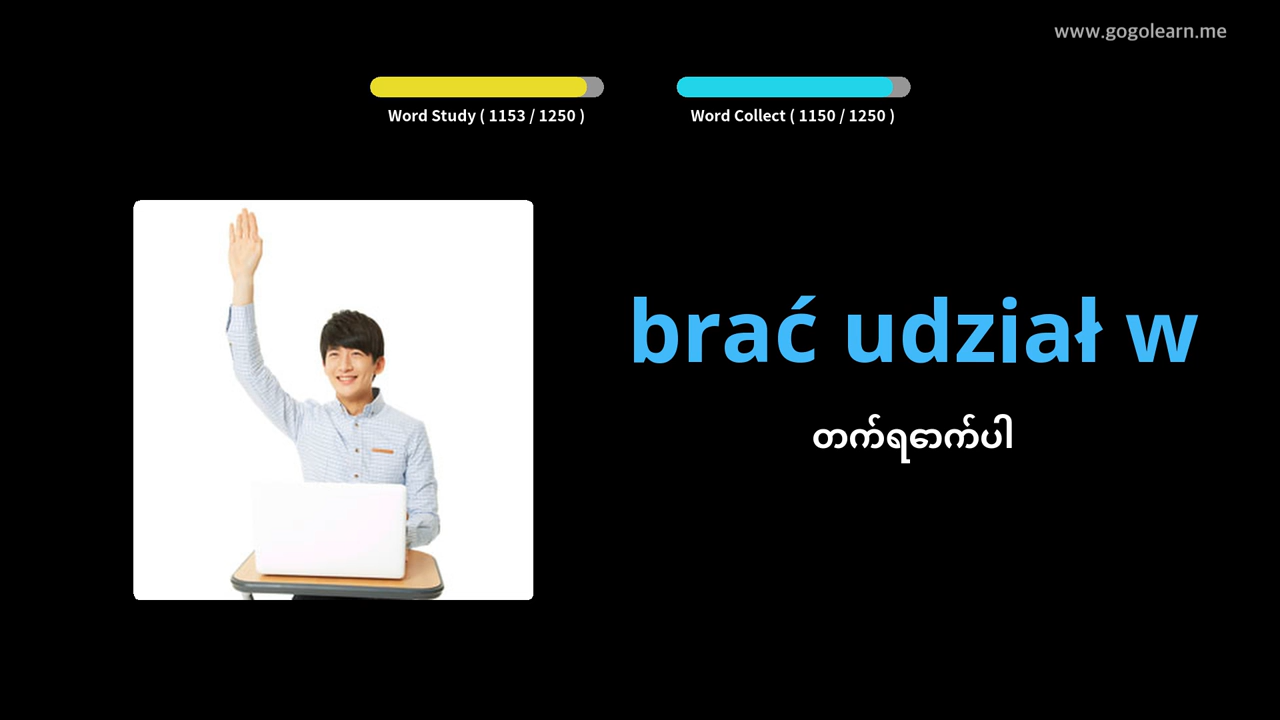 www.gogolearn.me
Word Study ( 1153 / 1250 )
Word Collect ( 1150 / 1250 )
brać udział w
တက်ရောက်ပါ